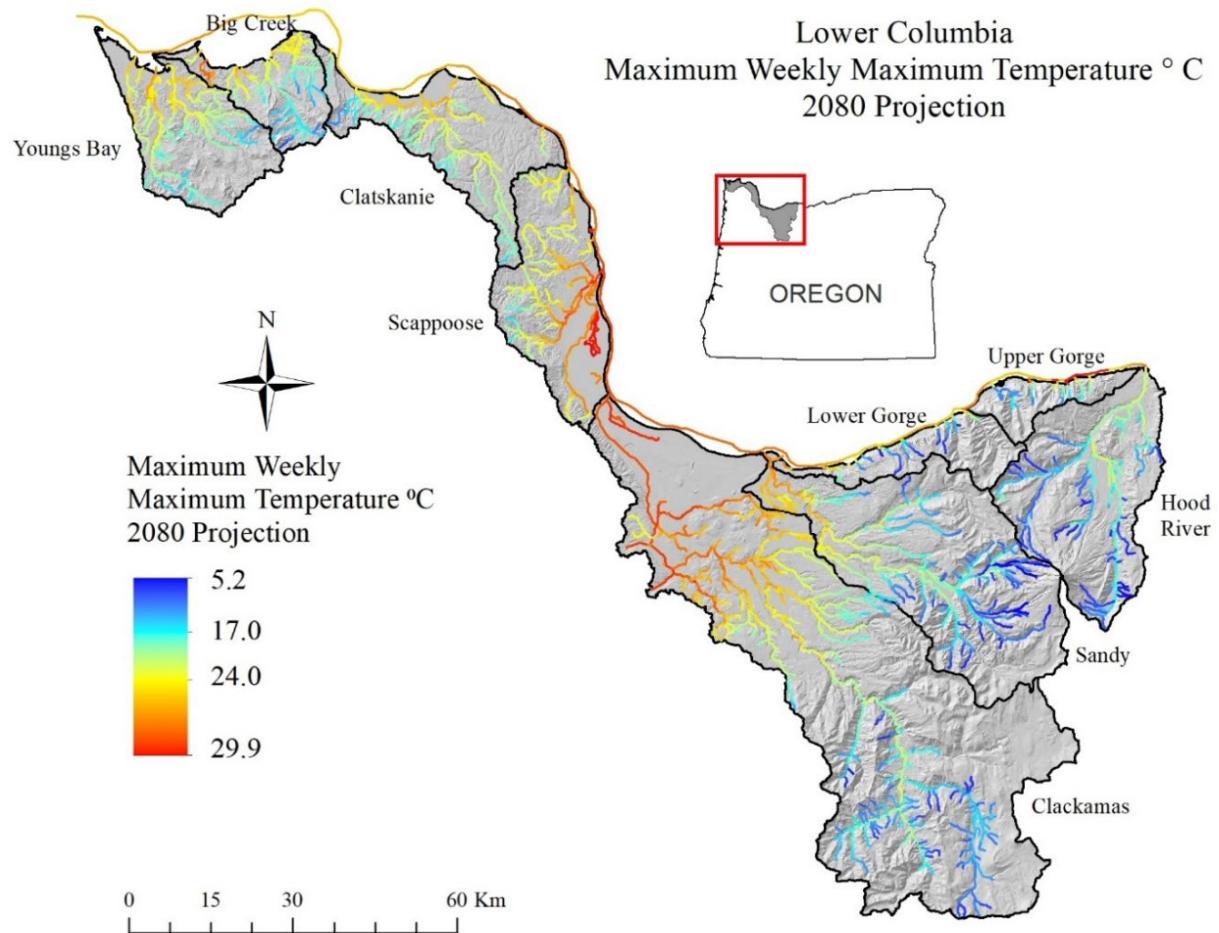 Big Creek
Lower Columbia
Maximum Weekly Maximum Temperature ° C
2080 Projection
Youngs Bay
Clatskanie
OREGON
N
Scappoose
Upper Gorge
Lower Gorge
Maximum Weekly
Maximum Temperature ºC
2080 Projection
Hood
River
5.2
17.0
24.0
29.9
Sandy
Clackamas
0 15 30 60 Km